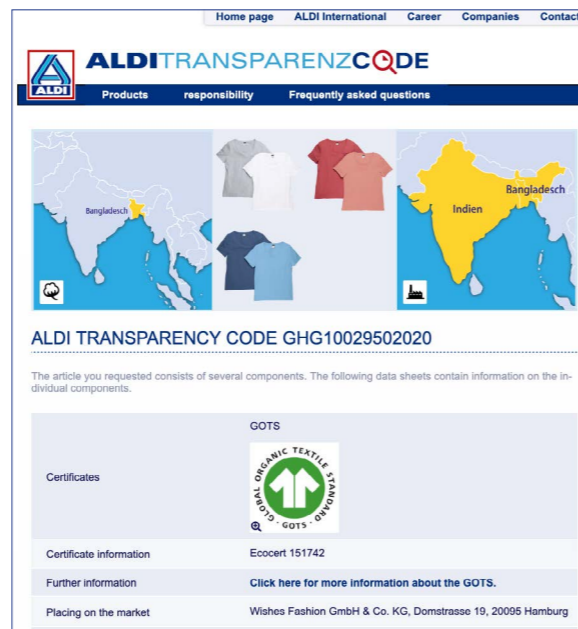 Home page ALDI International Career Companies Contact
ALDI
ALDITRANSPARENZCODE
Products responsibility Frequently asked questions
Bangladesch
Bangladesch
Indien
ALDI TRANSPARENCY CODE GHG10029502020
The article you requested consists of several components. The following data sheets contain information on the in-
dividual components.
GOTS
Certificates
GLOBAL ORGANIC TEXTILE STANDARD · GOTS ·
Certificate information Ecocert 151742
Further information Click here for more information about the GOTS.
Placing on the market Wishes Fashion GmbH & Co. KG, Domstrasse 19, 20095 Hamburg